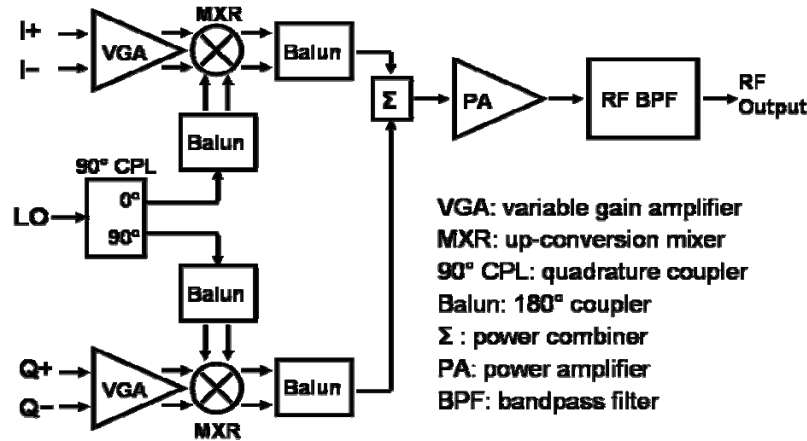 I+
I−
VGA
MXR
Balun
Σ
PA
RF BPF
RF
Output
Balun
90° CPL
0°
90°
LO
Balun
Q+
Q−
VGA
MXR
Balun
VGA: variable gain amplifier
MXR: up-conversion mixer
90° CPL: quadrature coupler
Balun: 180° coupler
Σ : power combiner
PA: power amplifier
BPF: bandpass filter